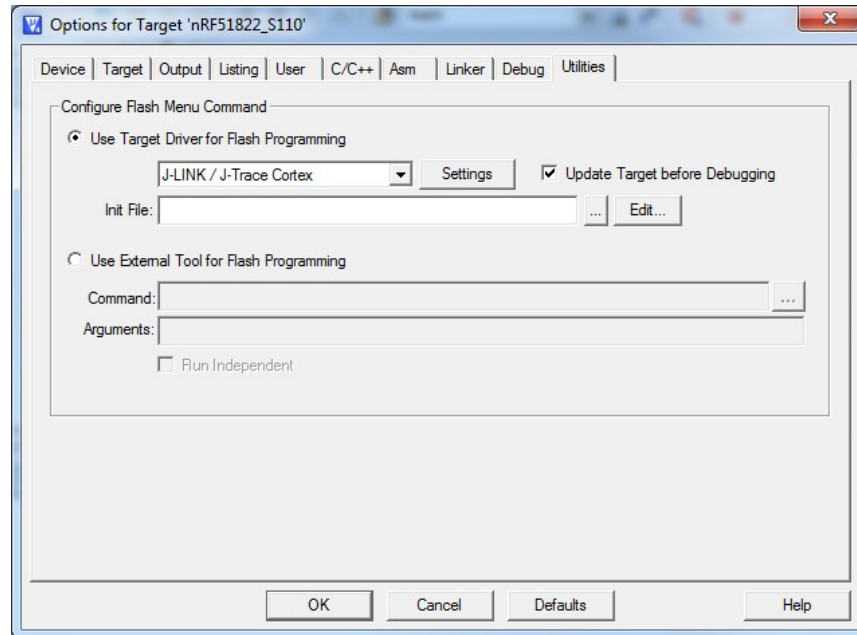 Options for Target 'nRF51822_S110'
Device Target Output Listing User C/C++ Asm Linker Debug Utilities
Configure Flash Menu Command
Use Target Driver for Flash Programming
J-LINK / J-Trace Cortex Settings Update Target before Debugging
Init File: ... Edit...
Use External Tool for Flash Programming
Command: ...
Arguments:
Run Independent
OK Cancel Defaults Help